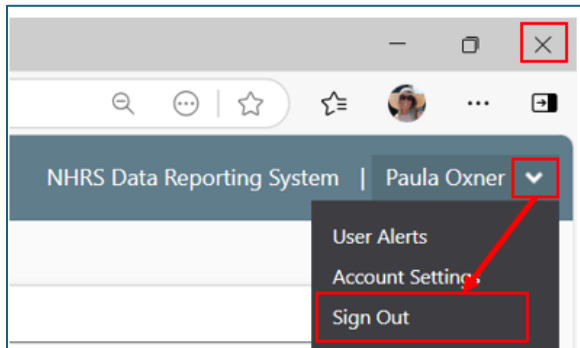 NHRS Data Reporting System | Paula Oxner
User Alerts
Account Settings
Sign Out